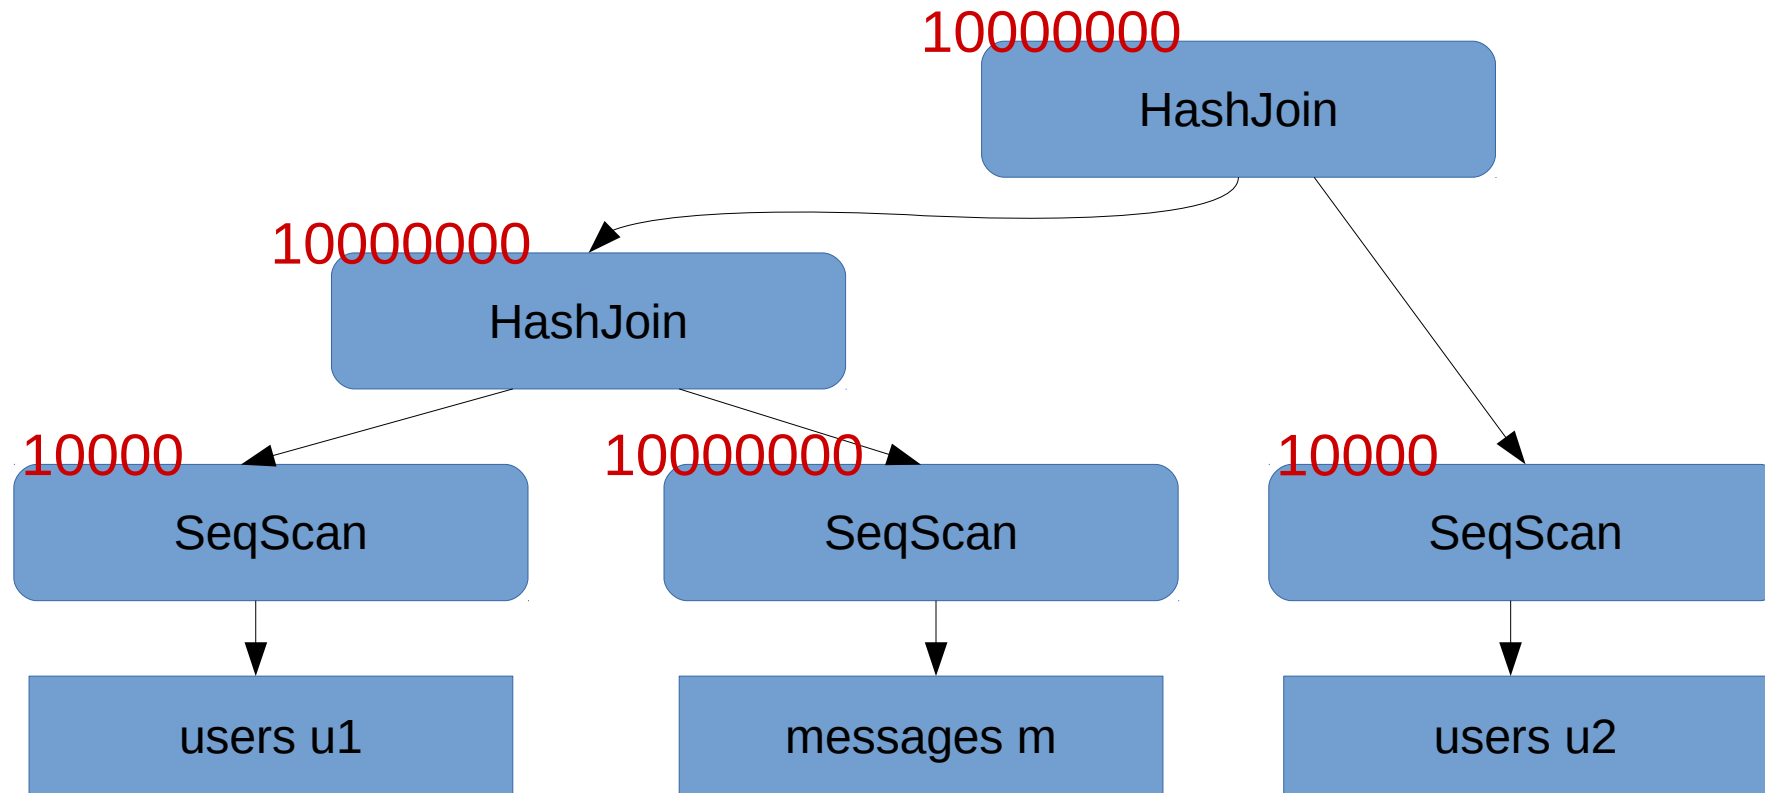 10000000
HashJoin
10000000
HashJoin
10000
10000000
10000
SeqScan
SeqScan
SeqScan
users u1
messages m
users u2